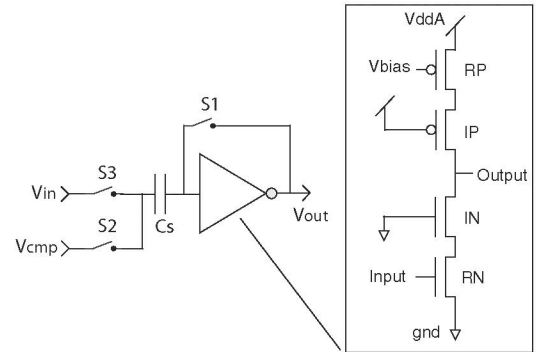 VddA
Vbias
RP
IP
Output
IN
Input
RN
gnd
S1
S3
Vin
Cs
S2
Vcmp
Vout